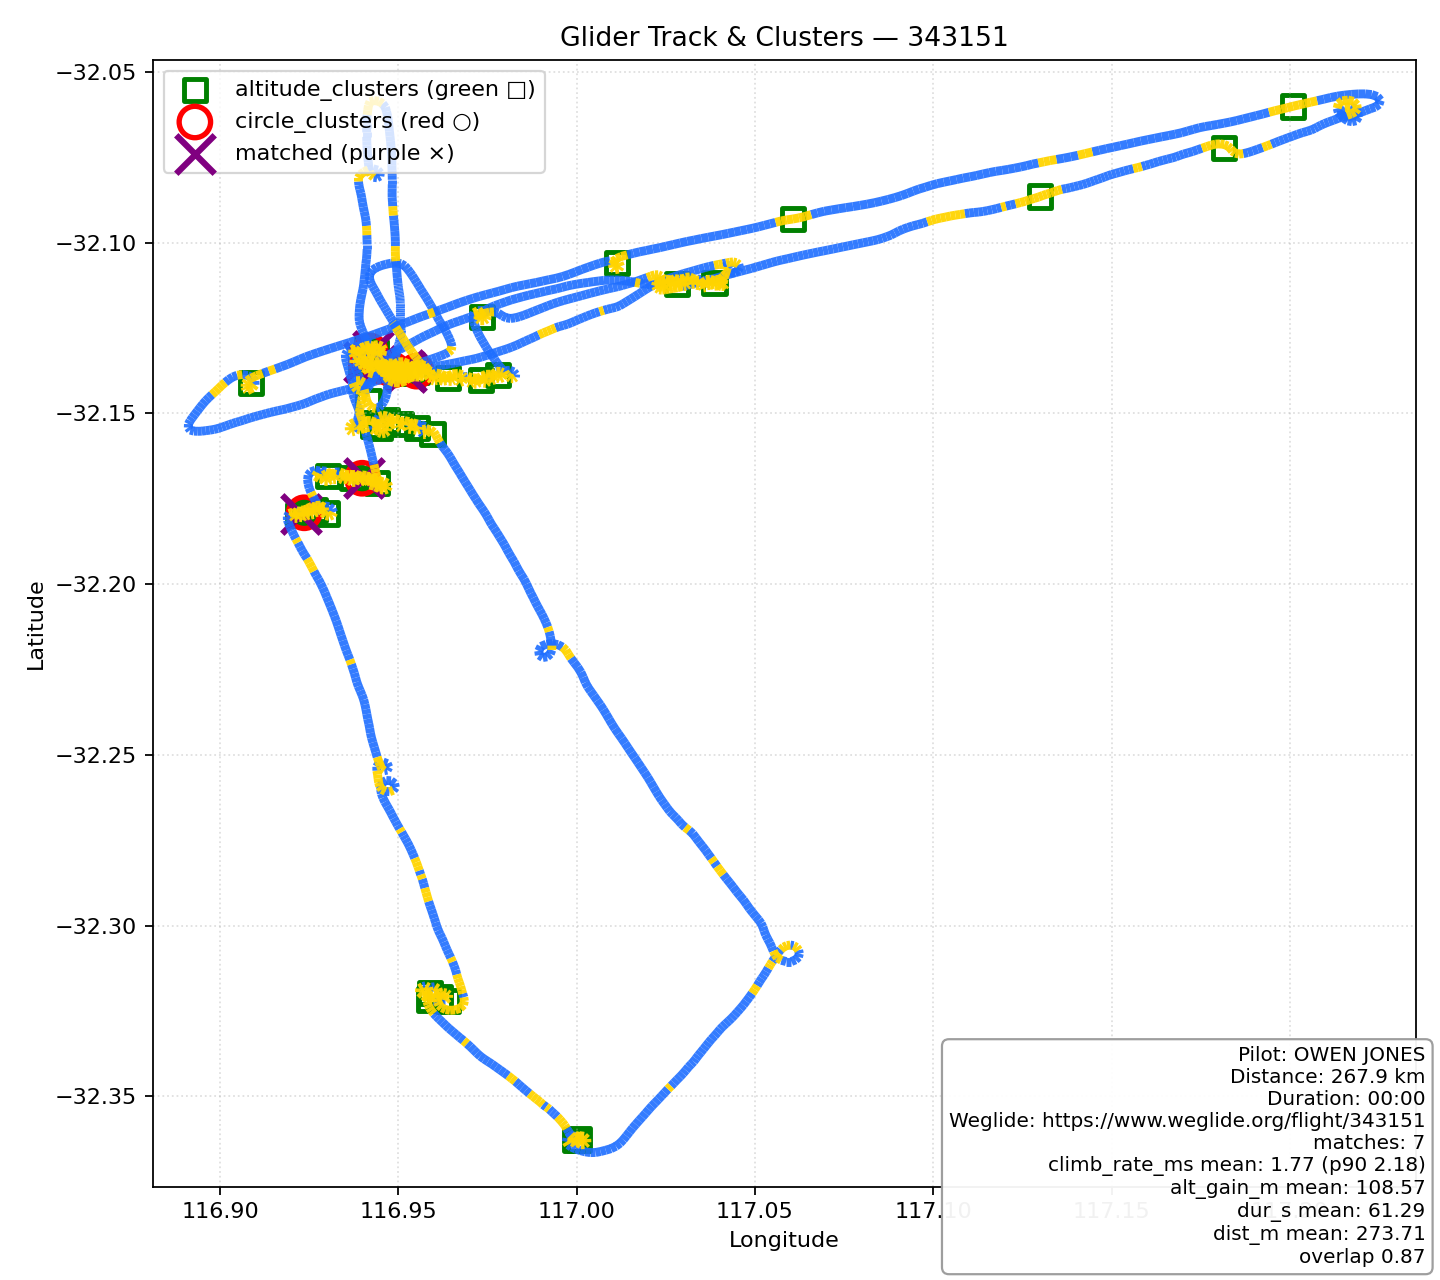 Glider Track & Clusters — 343151
altitude_clusters (green □)
circle_clusters (red ○)
matched (purple ×)
−32.05
−32.10
−32.15
−32.20
−32.25
−32.30
−32.35
Latitude
116.90
116.95
117.00
117.05
117.10
117.15
Longitude
Pilot: OWEN JONES
Distance: 267.9 km
Duration: 00:00
Weglide: https://www.weglide.org/flight/343151
matches: 7
climb_rate_ms mean: 1.77 (p90 2.18)
alt_gain_m mean: 108.57
dur_s mean: 61.29
dist_m mean: 273.71
overlap 0.87